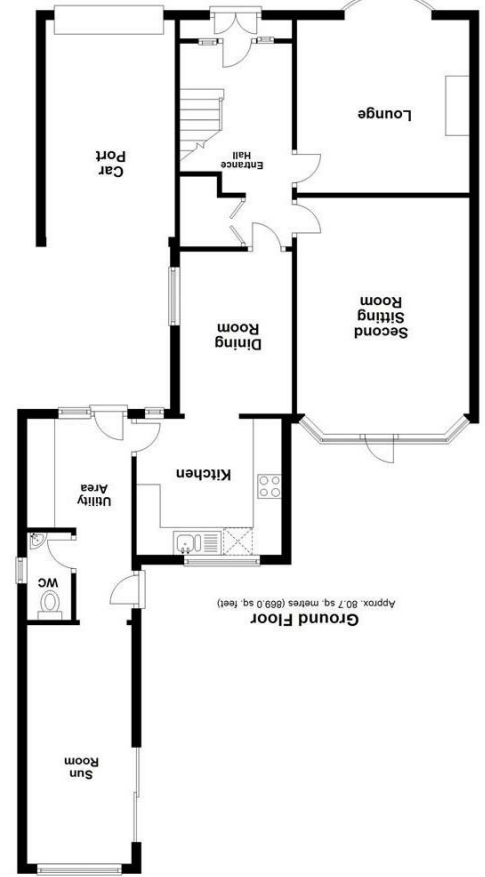 Ground Floor
Approx. 80.7 sq. metres (869.0 sq. feet)
Sun
Room
WC
Utility
Area
Kitchen
Second
Sitting
Room
Dining
Room
Entrance
Hall
Lounge
Car
Port